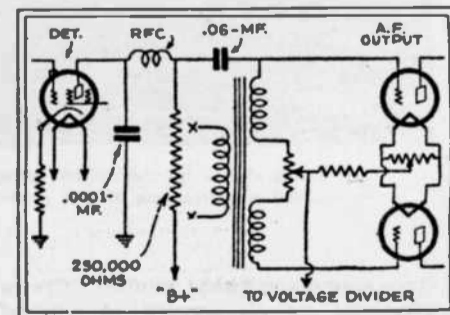 DET.
RFC
.06-MF.
A.F.
OUTPUT
X
X
.0001-
MF.
250,000
OHMS
"B+"
TO VOLTAGE DIVIDER